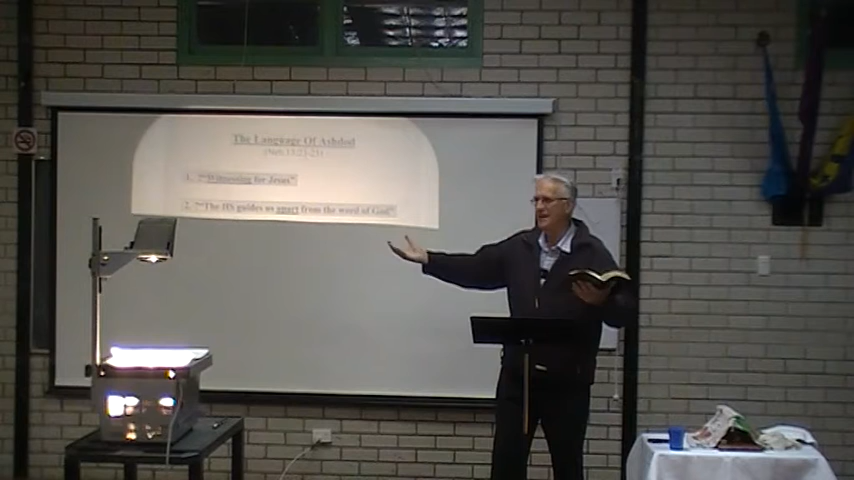 The Language Of Ashdod
(Neh 13:23-25)
1. ?"Witnessing for Jesus"
2. ?"The HS guides us apart from the word of God"